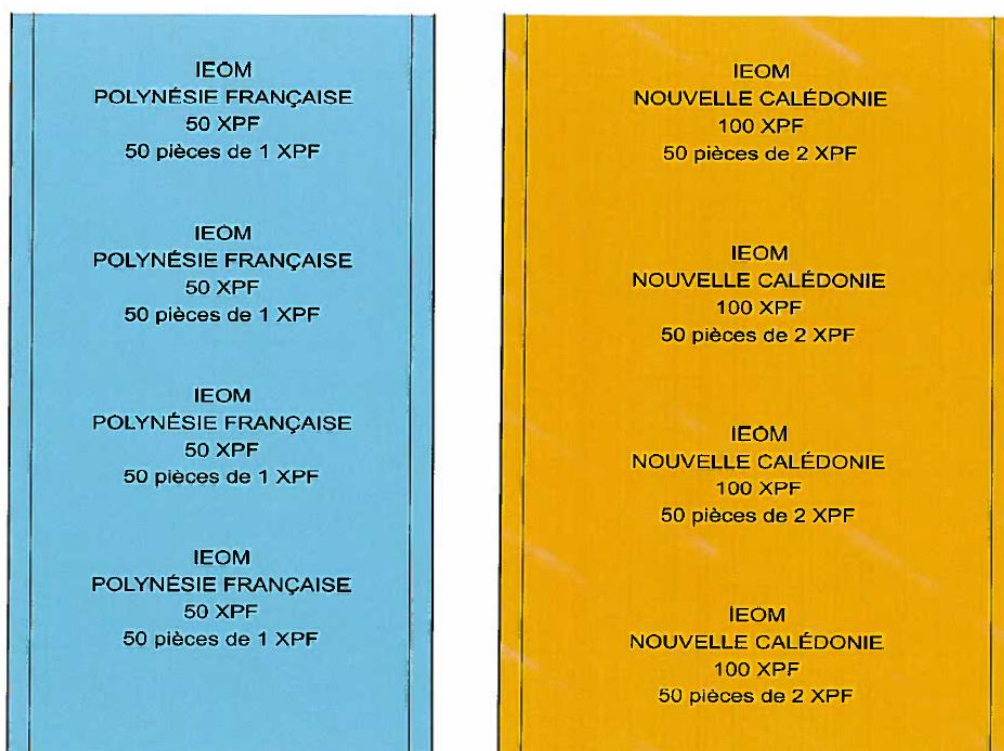 IEOM
POLYNÉSIE FRANÇAISE
50 XPF
50 pièces de 1 XPF
IEOM
POLYNÉSIE FRANÇAISE
50 XPF
50 pièces de 1 XPF
IEOM
POLYNÉSIE FRANÇAISE
50 XPF
50 pièces de 1 XPF
IEOM
POLYNÉSIE FRANÇAISE
50 XPF
50 pièces de 1 XPF
IEOM
NOUVELLE CALÉDONIE
100 XPF
50 pièces de 2 XPF
IEOM
NOUVELLE CALÉDONIE
100 XPF
50 pièces de 2 XPF
IEOM
NOUVELLE CALÉDONIE
100 XPF
50 pièces de 2 XPF
IEOM
NOUVELLE CALÉDONIE
100 XPF
50 pièces de 2 XPF